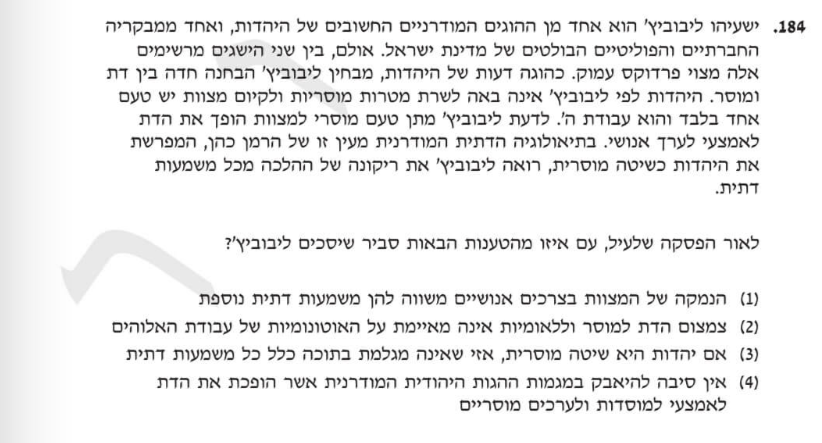 184. ישעיהו ליבוביץ' הוא אחד מן ההוגים המודרניים החשובים של היהדות, ואחד ממבקריה
החברתיים והפוליטיים הבולטים של מדינת ישראל. אולם, בין שני הישגים מרשימים
אלה מצוי פרדוקס עמוק. כהוגה דעות של היהדות, מבחין ליבוביץ' הבחנה חדה בין דת
ומוסר. היהדות לפי ליבוביץ' אינה באה לשרת מטרות מוסריות ולקיום מצוות יש טעם
אחד בלבד והוא עבודת ה'. לדעת ליבוביץ' מתן טעם מוסרי למצוות הופך את הדת
לאמצעי לערך אנושי. בתיאולוגיה הדתית המודרנית מעין זו של הרמן כהן, המפרשת
את היהדות כשיטה מוסרית, רואה ליבוביץ' את ריקונה של ההלכה מכל משמעות
דתית.
לאור הפסקה שלעיל, עם איזו מהטענות הבאות סביר שיסכים ליבוביץ'?
(1) הנמקה של המצוות בצרכים אנושיים משווה להן משמעות דתית נוספת
(2) צמצום הדת למוסר וללאומיות אינה מאיימת על האוטונומיות של עבודת האלוהים
(3) אם יהדות היא שיטה מוסרית, אזי שאינה מגלמת בתוכה כלל כל משמעות דתית
(4) אין סיבה להיאבק במגמות ההגות היהודית המודרנית אשר הופכת את הדת
לאמצעי למוסדות ולערכים מוסריים